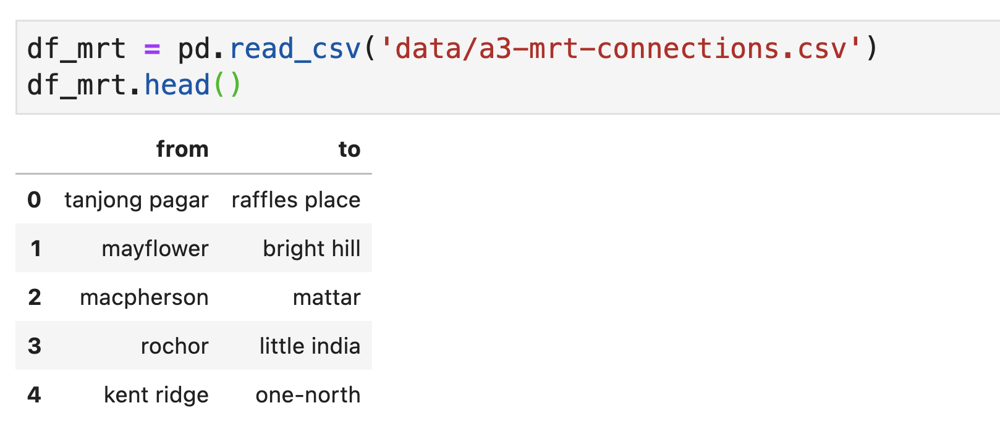 df_mrt = pd.read_csv('data/a3-mrt-connections.csv')
df_mrt.head()
from to
0 tanjong pagar raffles place
1 mayflower bright hill
2 macpherson mattar
3 rochor little india
4 kent ridge one-north